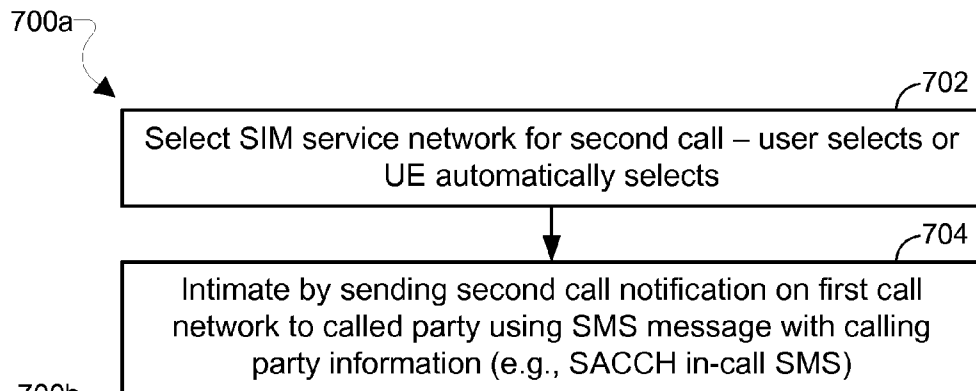 700a
702
Select SIM service network for second call – user selects or
UE automatically selects
704
Intimate by sending second call notification on first call
network to called party using SMS message with calling
party information (e.g., SACCH in-call SMS)
700b